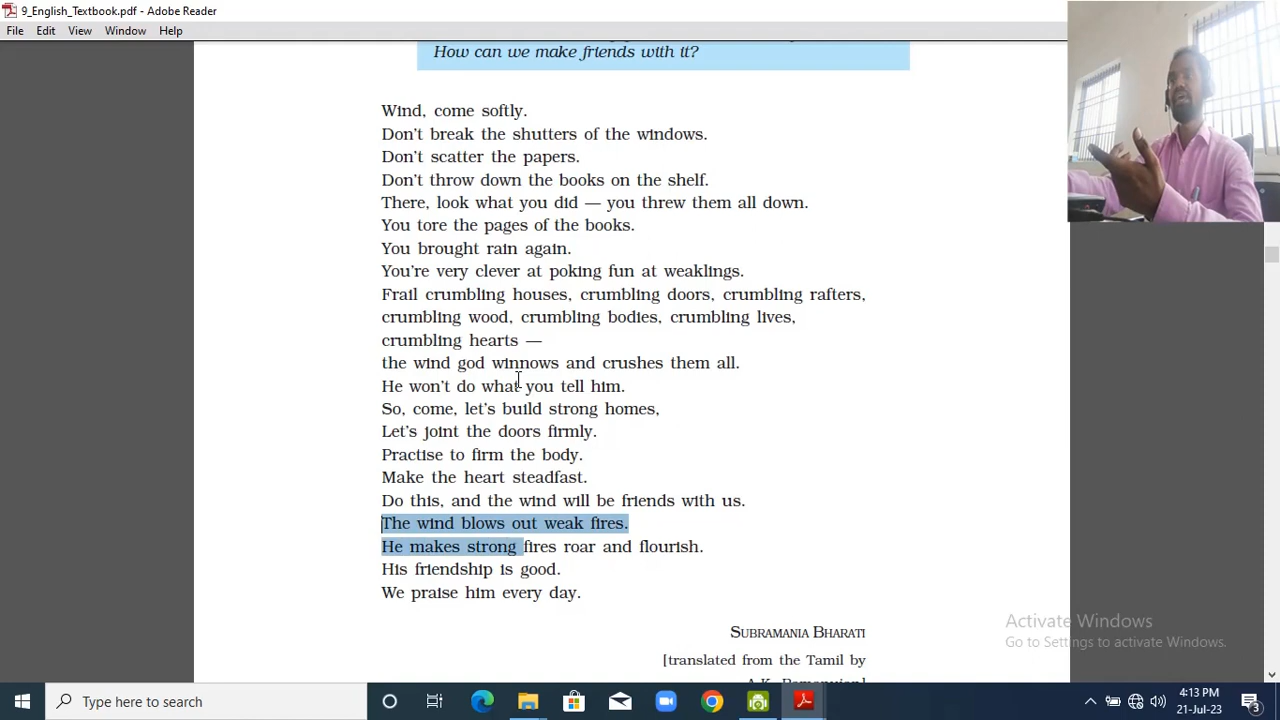 9_English_Textbook.pdf - Adobe Reader
File Edit View Window Help
How can we make friends with it?
Wind, come softly.
Don't break the shutters of the windows.
Don't scatter the papers.
Don't throw down the books on the shelf.
There, look what you did — you threw them all down.
You tore the pages of the books.
You brought rain again.
You're very clever at poking fun at weaklings.
Frail crumbling houses, crumbling doors, crumbling rafters,
crumbling wood, crumbling bodies, crumbling lives,
crumbling hearts —
the wind god winnows and crushes them all.
He won't do what you tell him.
So, come, let's build strong homes,
Let's joint the doors firmly.
Practise to firm the body.
Make the heart steadfast.
Do this, and the wind will be friends with us.
The wind blows out weak fires.
He makes strong fires roar and flourish.
His friendship is good.
We praise him every day.
SUBRAMANIA BHARATI
[translated from the Tamil by
Activate Windows
Go to Settings to activate Windows.
Type here to search
4:13 PM
21-Jul-23
3